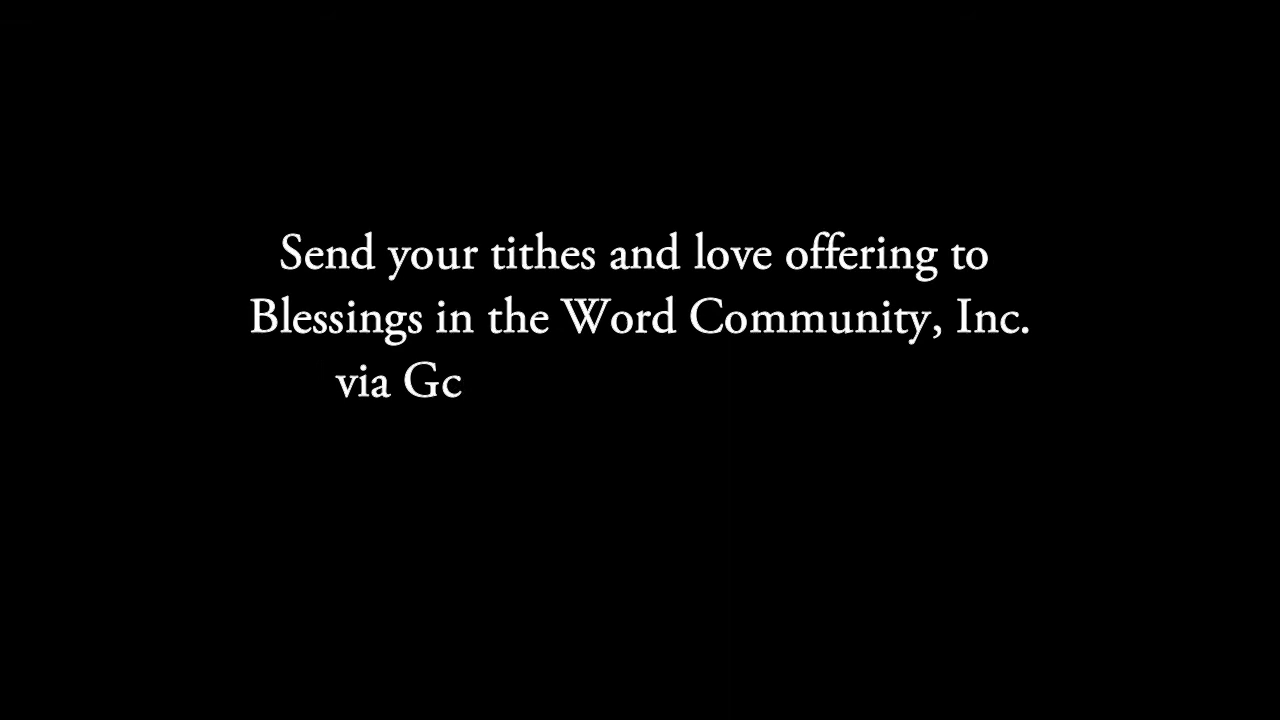 Send your tithes and love offering to
Blessings in the Word Community, Inc.
via Gc